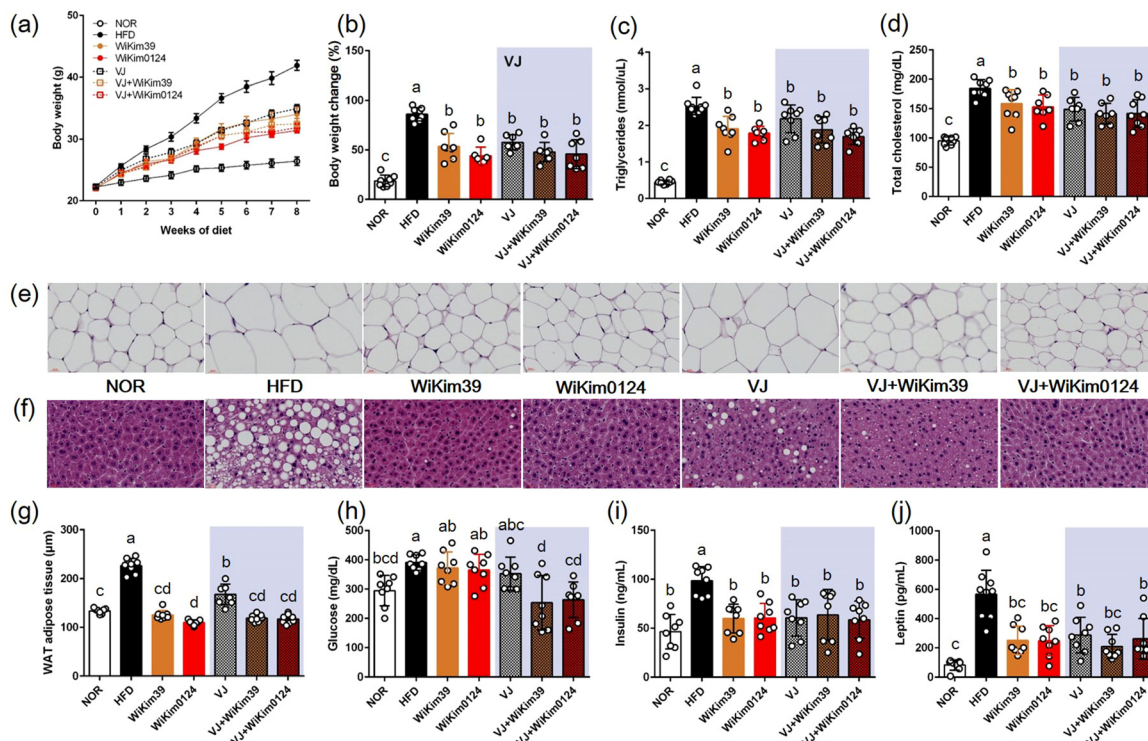 (a)
NOR
HFD
WiKim39
WiKim0124
VJ
VJ+WiKim39
VJ+WiKim0124
Body weight (g)
50
40
30
20
0 1 2 3 4 5 6 7 8
Weeks of diet
(b)
Body weight change (%)
150
100
50
0
VJ
c a b b b b b
NOR HFD WiKim39 WiKim0124 VJ VJ+WiKim39 VJ+WiKim0124
(c)
Triglycerides (nmol/uL)
4
3
2
1
0
c a b b b b b
NOR HFD WiKim39 WiKim0124 VJ VJ+WiKim39 VJ+WiKim0124
(d)
Total cholesterol (mg/dL)
250
200
150
100
50
0
c a b b b b b
NOR HFD WiKim39 WiKim0124 VJ VJ+WiKim39 VJ+WiKim0124
(e)
NOR HFD WiKim39 WiKim0124 VJ VJ+WiKim39 VJ+WiKim0124
(f)
(g)
WAT adipose tissue (μm)
300
200
100
0
c a cd d b cd cd
NOR HFD WiKim39 WiKim0124 VJ VJ+WiKim39 VJ+WiKim0124
(h)
Glucose (mg/dL)
500
400
300
200
100
0
bcd a ab ab abc d cd
NOR HFD WiKim39 WiKim0124 VJ VJ+WiKim39 VJ+WiKim0124
(i)
Insulin (ng/mL)
150
100
50
0
b a b b b b b
NOR HFD WiKim39 WiKim0124 VJ VJ+WiKim39 VJ+WiKim0124
(j)
Leptin (pg/mL)
1000
800
600
400
200
0
c a bc bc b bc b
NOR HFD WiKim39 WiKim0124 VJ VJ+WiKim39 VJ+WiKim0124